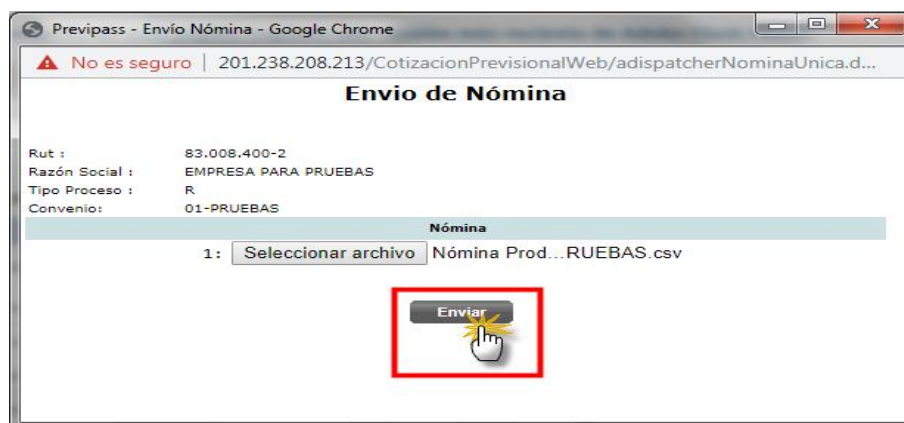 Previpass - Envío Nómina - Google Chrome
No es seguro | 201.238.208.213/CotizacionPrevisionalWeb/adispatcherNominaUnica.d...
Envio de Nómina
Rut : 83.008.400-2
Razón Social : EMPRESA PARA PRUEBAS
Tipo Proceso : R
Convenio: 01-PRUEBAS
Nómina
1: Seleccionar archivo Nómina Prod...RUEBAS.csv
Enviar